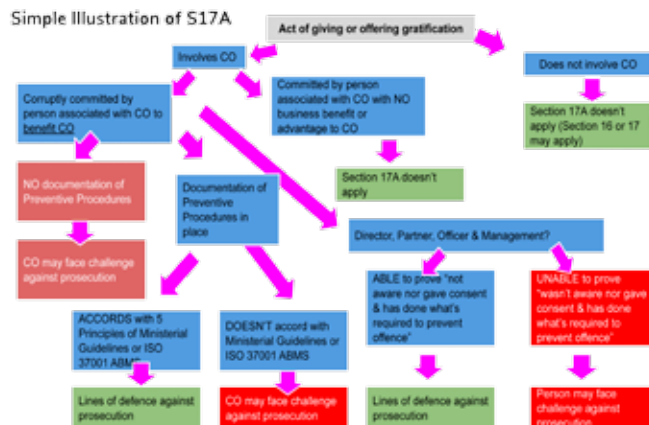 Simple Illustration of S17A
Act of giving or offering gratification
Involves CO
Does not involve CO
Corruptly committed by
person associated with CO to
benefit CO
Committed by person
associated with CO with NO
business benefit or
advantage to CO
Section 17A doesn't
apply (Section 16 or 17
may apply)
NO documentation of
Preventive Procedures
Documentation of
Preventive
Procedures in
place
Section 17A doesn't
apply
CO may face challenge
against prosecution
Director, Partner, Officer & Management?
ACCORDS with 5
Principles of Ministerial
Guidelines or ISO
37001 ABMS
DOESN'T accord with
Ministerial Guidelines or
ISO 37001 ABMS
ABLE to prove "not
aware nor gave consent
& has done what's
required to prevent
offence"
UNABLE to prove
"wasn't aware nor gave
consent & has done
what's required to
prevent offence"
Lines of defence against
prosecution
CO may face challenge
against prosecution
Lines of defence against
prosecution
Person may face
challenge against
prosecution